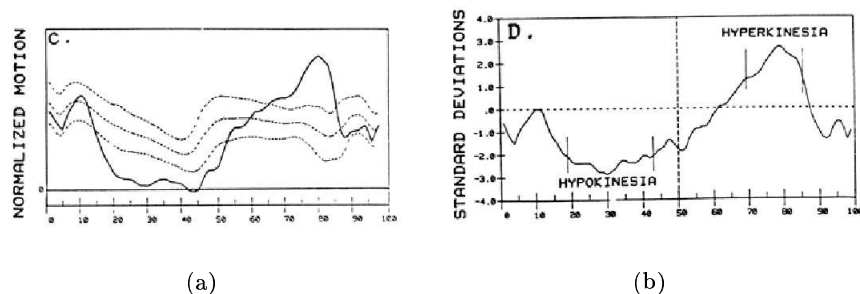 C.
NORMALIZED MOTION
0
0 10 20 30 40 50 60 70 80 90 100
(a)
D.
STANDARD DEVIATIONS
4.0
3.0
2.0
1.0
.0
-1.0
-2.0
-3.0
-4.0
HYPERKINESIA
HYPOKINESIA
0 10 20 30 40 50 60 70 80 90 100
(b)